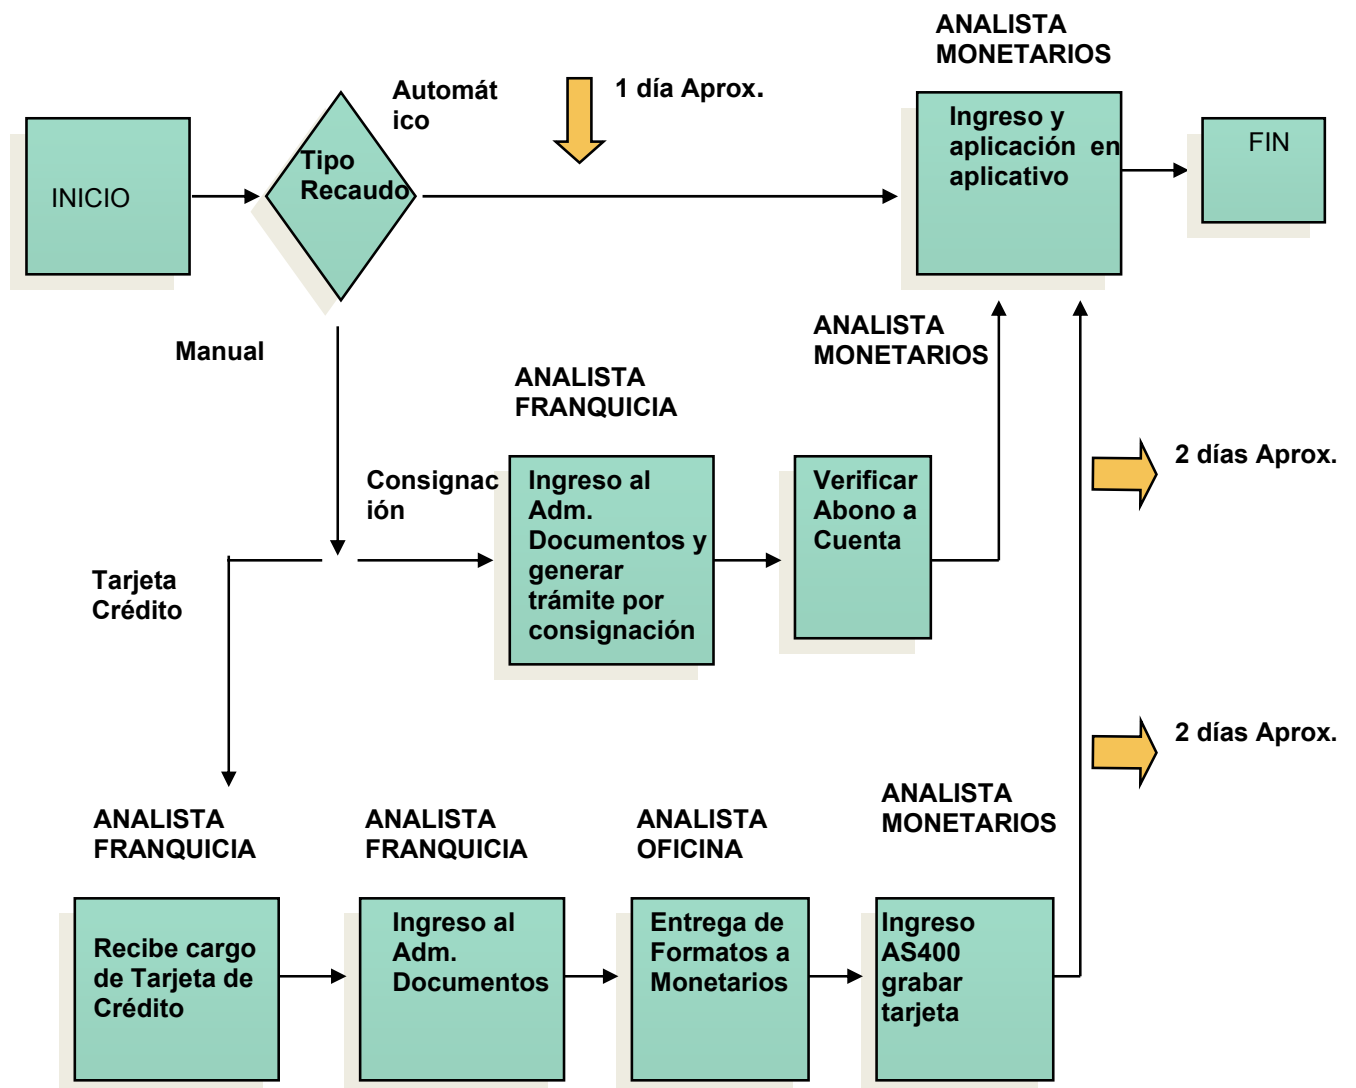 ANALISTA
MONETARIOS
Automát
ico
1 día Aprox.
Ingreso y
aplicación en
aplicativo
FIN
Tipo
Recaudo
INICIO
Manual
ANALISTA
MONETARIOS
ANALISTA
FRANQUICIA
2 días Aprox.
Consignac
ión
Ingreso al
Adm.
Documentos y
generar
trámite por
consignación
Verificar
Abono a
Cuenta
Tarjeta
Crédito
2 días Aprox.
ANALISTA
FRANQUICIA
ANALISTA
FRANQUICIA
ANALISTA
OFICINA
ANALISTA
MONETARIOS
Recibe cargo
de Tarjeta de
Crédito
Ingreso al
Adm.
Documentos
Entrega de
Formatos a
Monetarios
Ingreso
AS400
grabar
tarjeta